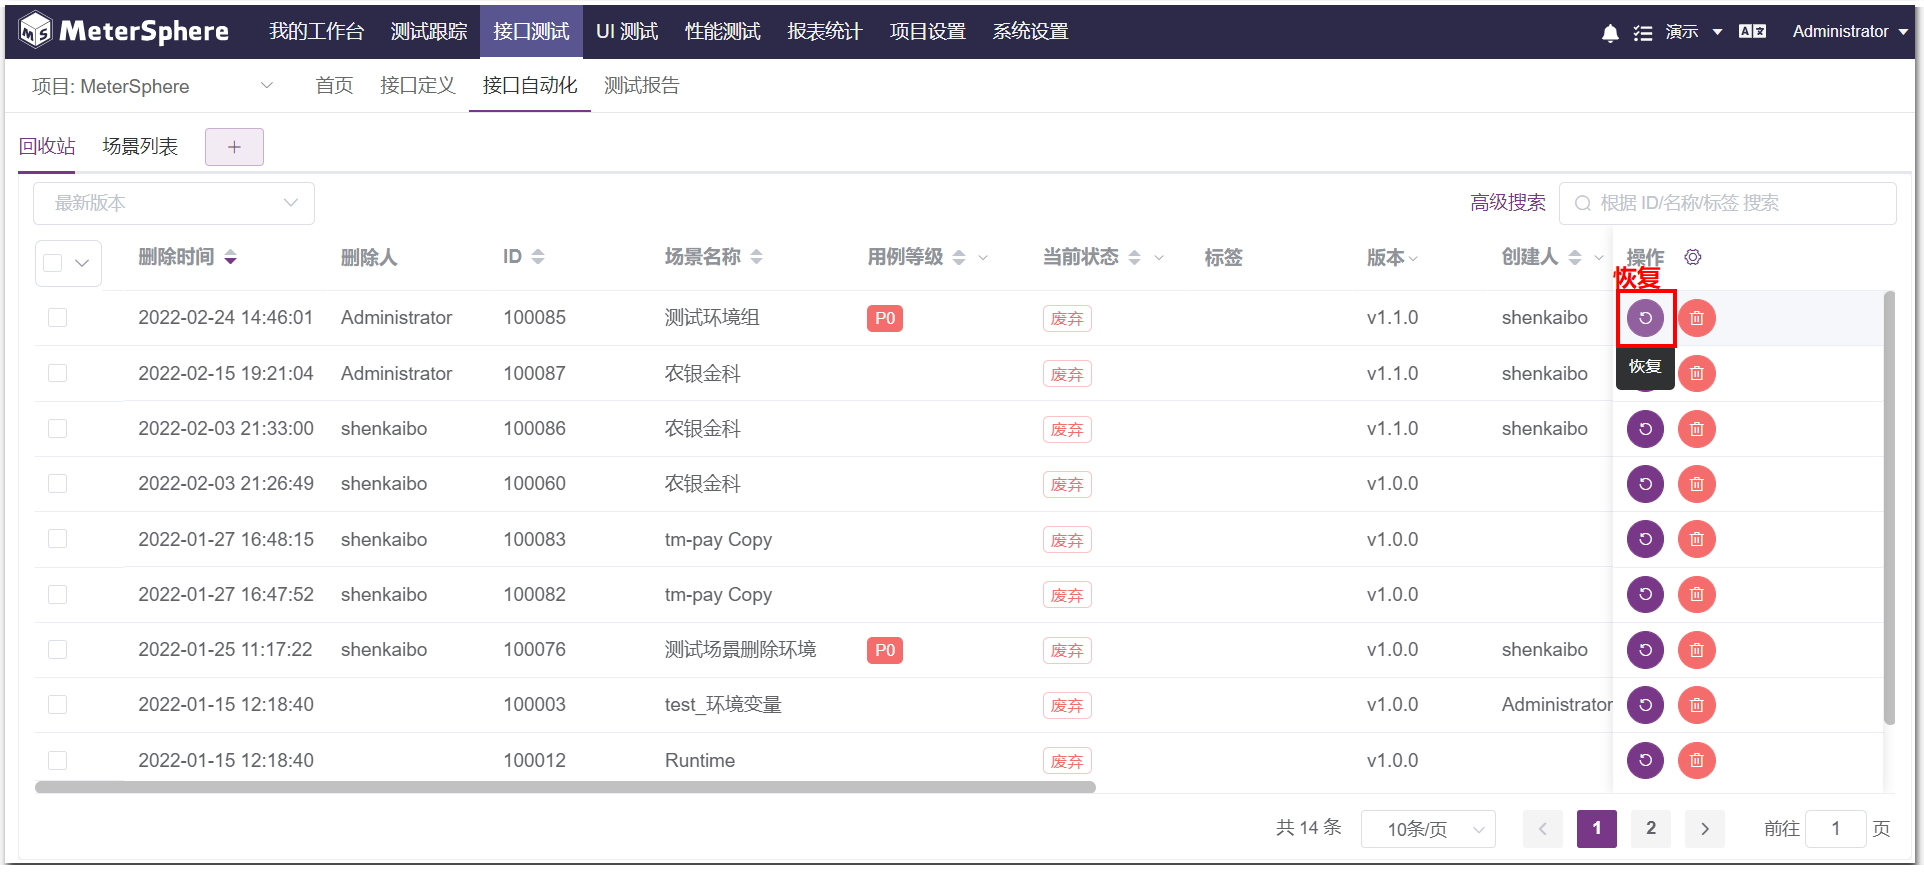 MeterSphere 我的工作台 测试跟踪 接口测试 UI 测试 性能测试 报表统计 项目设置 系统设置 演示 Administrator
项目: MeterSphere 首页 接口定义 接口自动化 测试报告
回收站 场景列表 +
最新版本 高级搜索 根据 ID/名称/标签 搜索
删除时间 删除人 ID 场景名称 用例等级 当前状态 标签 版本 创建人 操作
恢复
2022-02-24 14:46:01 Administrator 100085 测试环境组 P0 废弃 v1.1.0 shenkaibo
恢复
2022-02-15 19:21:04 Administrator 100087 农银金科 废弃 v1.1.0 shenkaibo
2022-02-03 21:33:00 shenkaibo 100086 农银金科 废弃 v1.1.0 shenkaibo
2022-02-03 21:26:49 shenkaibo 100060 农银金科 废弃 v1.0.0
2022-01-27 16:48:15 shenkaibo 100083 tm-pay Copy 废弃 v1.0.0
2022-01-27 16:47:52 shenkaibo 100082 tm-pay Copy 废弃 v1.0.0
2022-01-25 11:17:22 shenkaibo 100076 测试场景删除环境 P0 废弃 v1.0.0 shenkaibo
2022-01-15 12:18:40 100003 test_环境变量 废弃 v1.0.0 Administrator
2022-01-15 12:18:40 100012 Runtime 废弃 v1.0.0
共 14 条 10条/页 1 2 前往 1 页